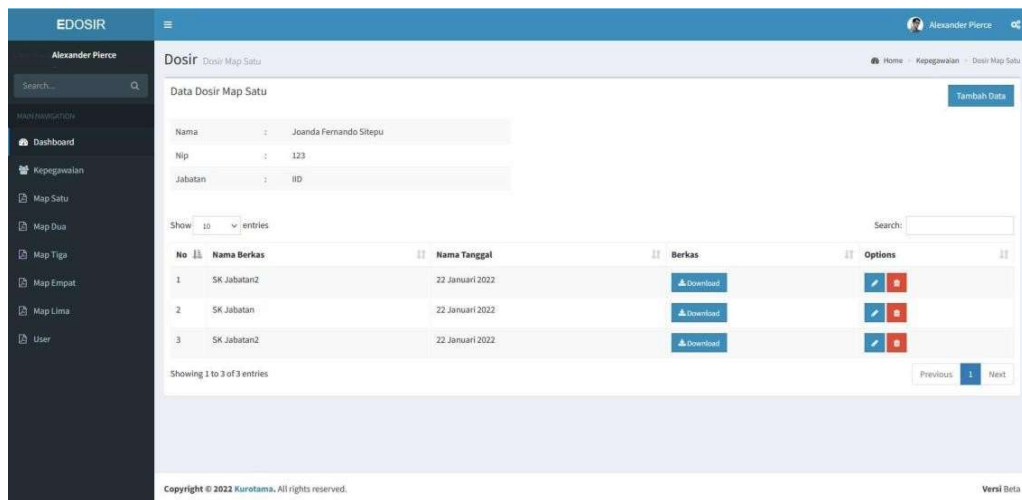 EDOSIR
Alexander Pierce
Alexander Pierce
Search...
MAIN NAVIGATION
Dashboard
Kepegawaian
Map Satu
Map Dua
Map Tiga
Map Empat
Map Lima
User
Dosir Dosir Map Satu
Home > Kepegawaian > Dosir Map Satu
Data Dosir Map Satu
Tambah Data
Nama : Joanda Fernando Sitepu
Nip : 123
Jabatan : IID
Show 10 entries
Search:
No Nama Berkas Nama Tanggal Berkas Options
1 SK Jabatan2 22 Januari 2022 Download
2 SK Jabatan 22 Januari 2022 Download
3 SK Jabatan2 22 Januari 2022 Download
Showing 1 to 3 of 3 entries
Previous 1 Next
Copyright © 2022 Kurotama. All rights reserved.
Versi Beta